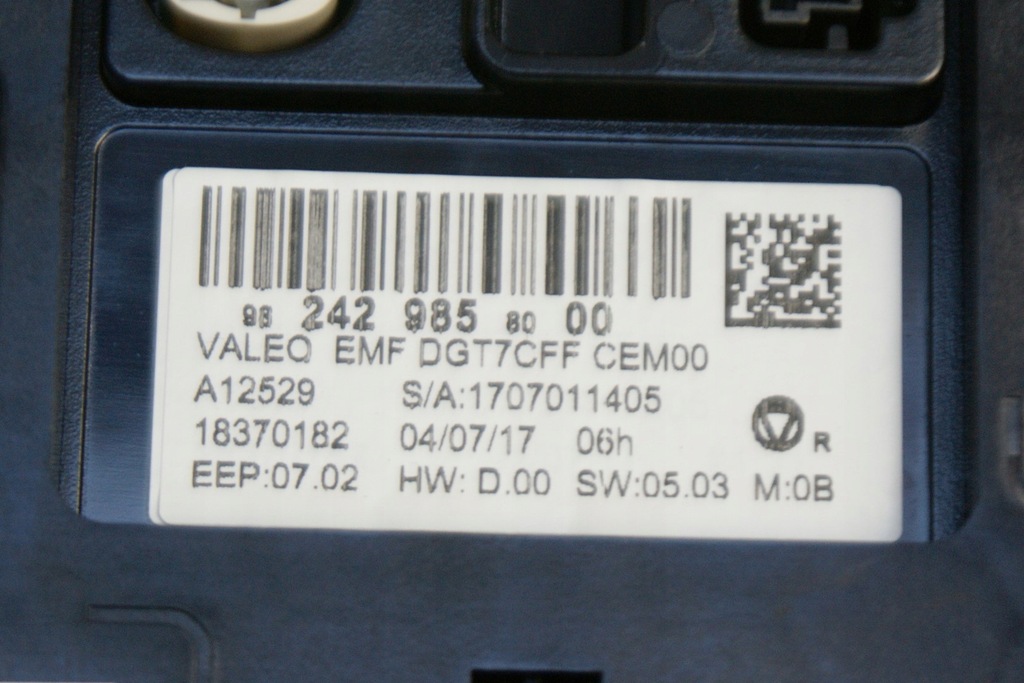 98 242 985 80 00
VALEO EMF DGT7CFF CEM00
A12529 S/A:1707011405
18370182 04/07/17 06h R
EEP:07.02 HW: D.00 SW:05.03 M:0B